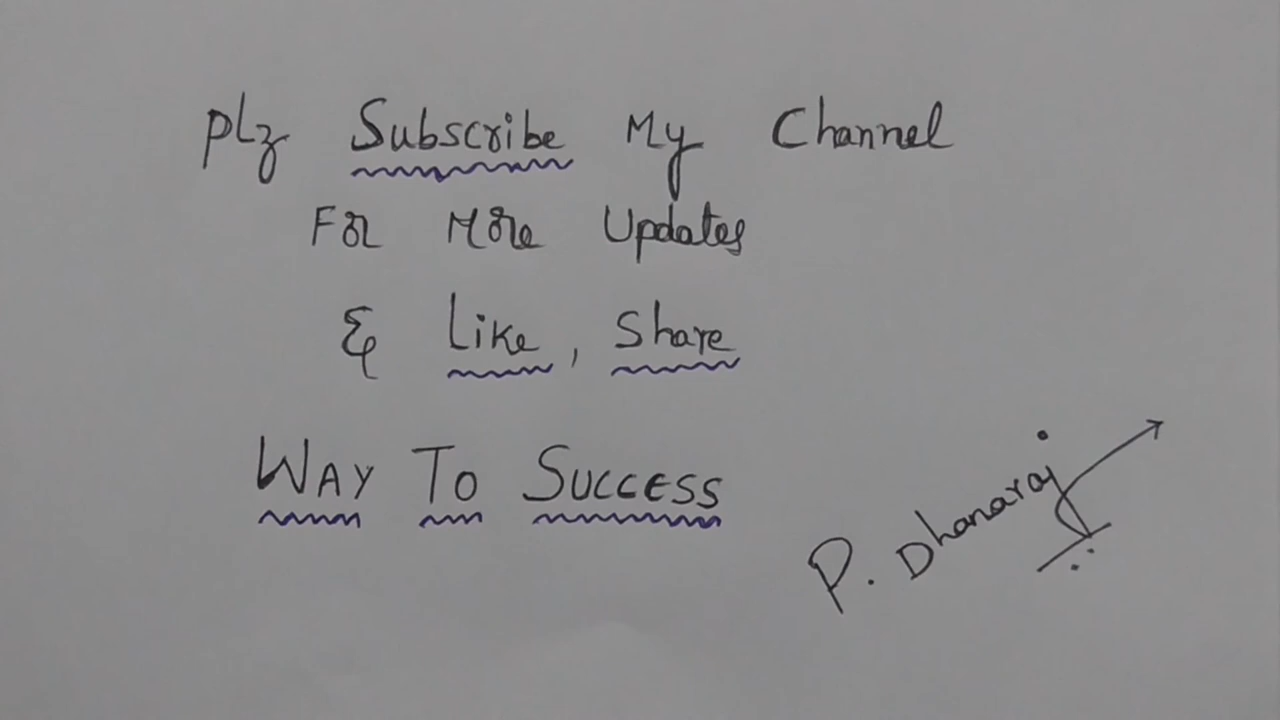 Plz Subscribe My Channel
For More Updates
& Like, Share
WAY TO SUCCESS
P. Dhanaraj